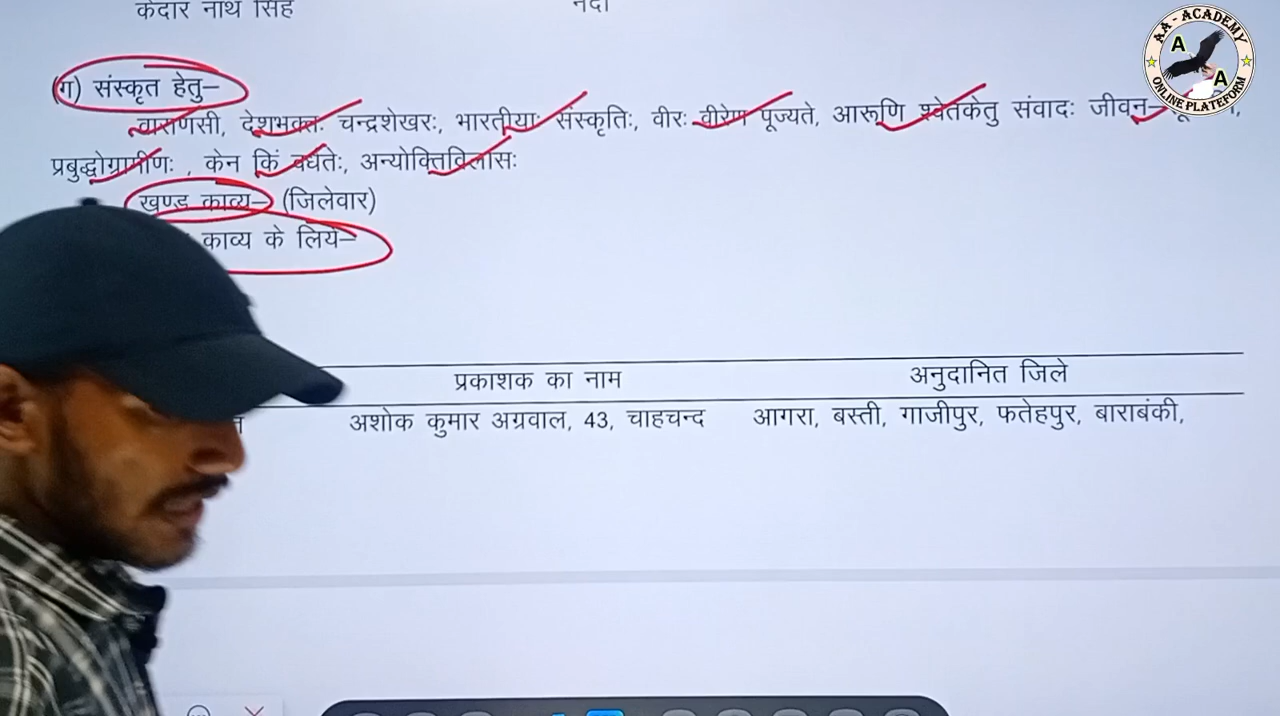 केदार नाथ सिंह नदी
(ग) संस्कृत हेतु–
वाराणसी, देशभक्तः चन्द्रशेखरः, भारतीयाः संस्कृतिः, वीरः वीरेण पूज्यते, आरूणि श्वेतकेतु संवादः जीवन–
प्रबुद्धोग्रामीणः , केन किं वर्धतेः, अन्योक्तिविलासः
खण्ड काव्य– (जिलेवार)
काव्य के लिये–
प्रकाशक का नाम अनुदानित जिले
अशोक कुमार अग्रवाल, 43, चाहचन्द आगरा, बस्ती, गाजीपुर, फतेहपुर, बाराबंकी,
AA - ACADEMY
A
A
ONLINE PLATEFORM